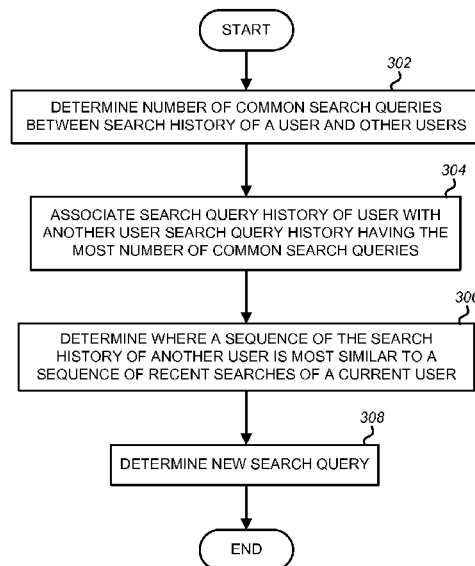 START
302
DETERMINE NUMBER OF COMMON SEARCH QUERIES
BETWEEN SEARCH HISTORY OF A USER AND OTHER USERS
304
ASSOCIATE SEARCH QUERY HISTORY OF USER WITH
ANOTHER USER SEARCH QUERY HISTORY HAVING THE
MOST NUMBER OF COMMON SEARCH QUERIES
306
DETERMINE WHERE A SEQUENCE OF THE SEARCH
HISTORY OF ANOTHER USER IS MOST SIMILAR TO A
SEQUENCE OF RECENT SEARCHES OF A CURRENT USER
308
DETERMINE NEW SEARCH QUERY
END